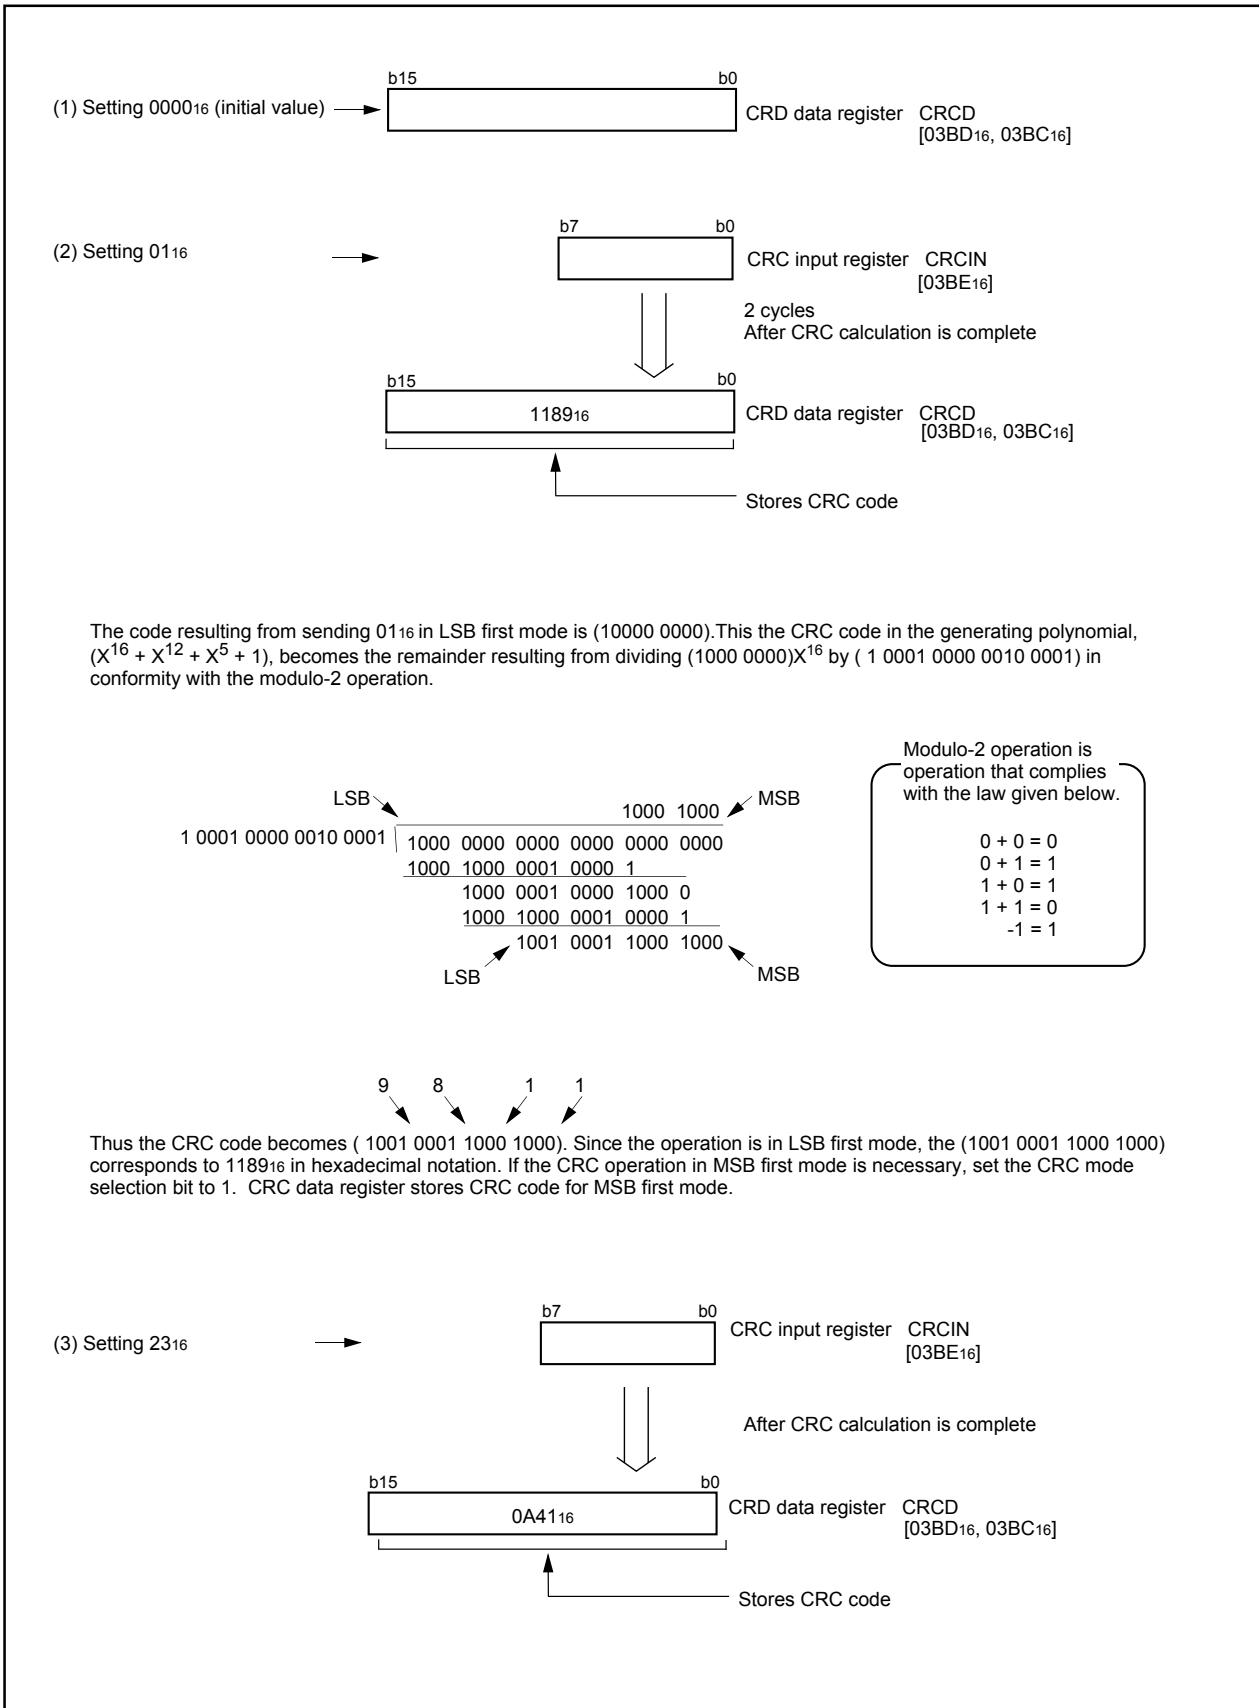 b15 b0
(1) Setting 0000₁₆ (initial value) CRD data register CRCD
[03BD₁₆, 03BC₁₆]
b7 b0
(2) Setting 01₁₆ CRC input register CRCIN
[03BE₁₆]
2 cycles
After CRC calculation is complete
b15 b0
1189₁₆ CRD data register CRCD
[03BD₁₆, 03BC₁₆]
Stores CRC code
The code resulting from sending 01₁₆ in LSB first mode is (10000 0000).This the CRC code in the generating polynomial,
(X¹⁶ + X¹² + X⁵ + 1), becomes the remainder resulting from dividing (1000 0000)X¹⁶ by ( 1 0001 0000 0010 0001) in
conformity with the modulo-2 operation.
LSB 1000 1000 MSB
1 0001 0000 0010 0001 1000 0000 0000 0000 0000 0000
1000 1000 0001 0000 1
1000 0001 0000 1000 0
1000 1000 0001 0000 1
1001 0001 1000 1000
LSB MSB
Modulo-2 operation is
operation that complies
with the law given below.
0 + 0 = 0
0 + 1 = 1
1 + 0 = 1
1 + 1 = 0
-1 = 1
9 8 1 1
Thus the CRC code becomes ( 1001 0001 1000 1000). Since the operation is in LSB first mode, the (1001 0001 1000 1000)
corresponds to 1189₁₆ in hexadecimal notation. If the CRC operation in MSB first mode is necessary, set the CRC mode
selection bit to 1. CRC data register stores CRC code for MSB first mode.
b7 b0
(3) Setting 23₁₆ CRC input register CRCIN
[03BE₁₆]
After CRC calculation is complete
b15 b0
0A41₁₆ CRD data register CRCD
[03BD₁₆, 03BC₁₆]
Stores CRC code